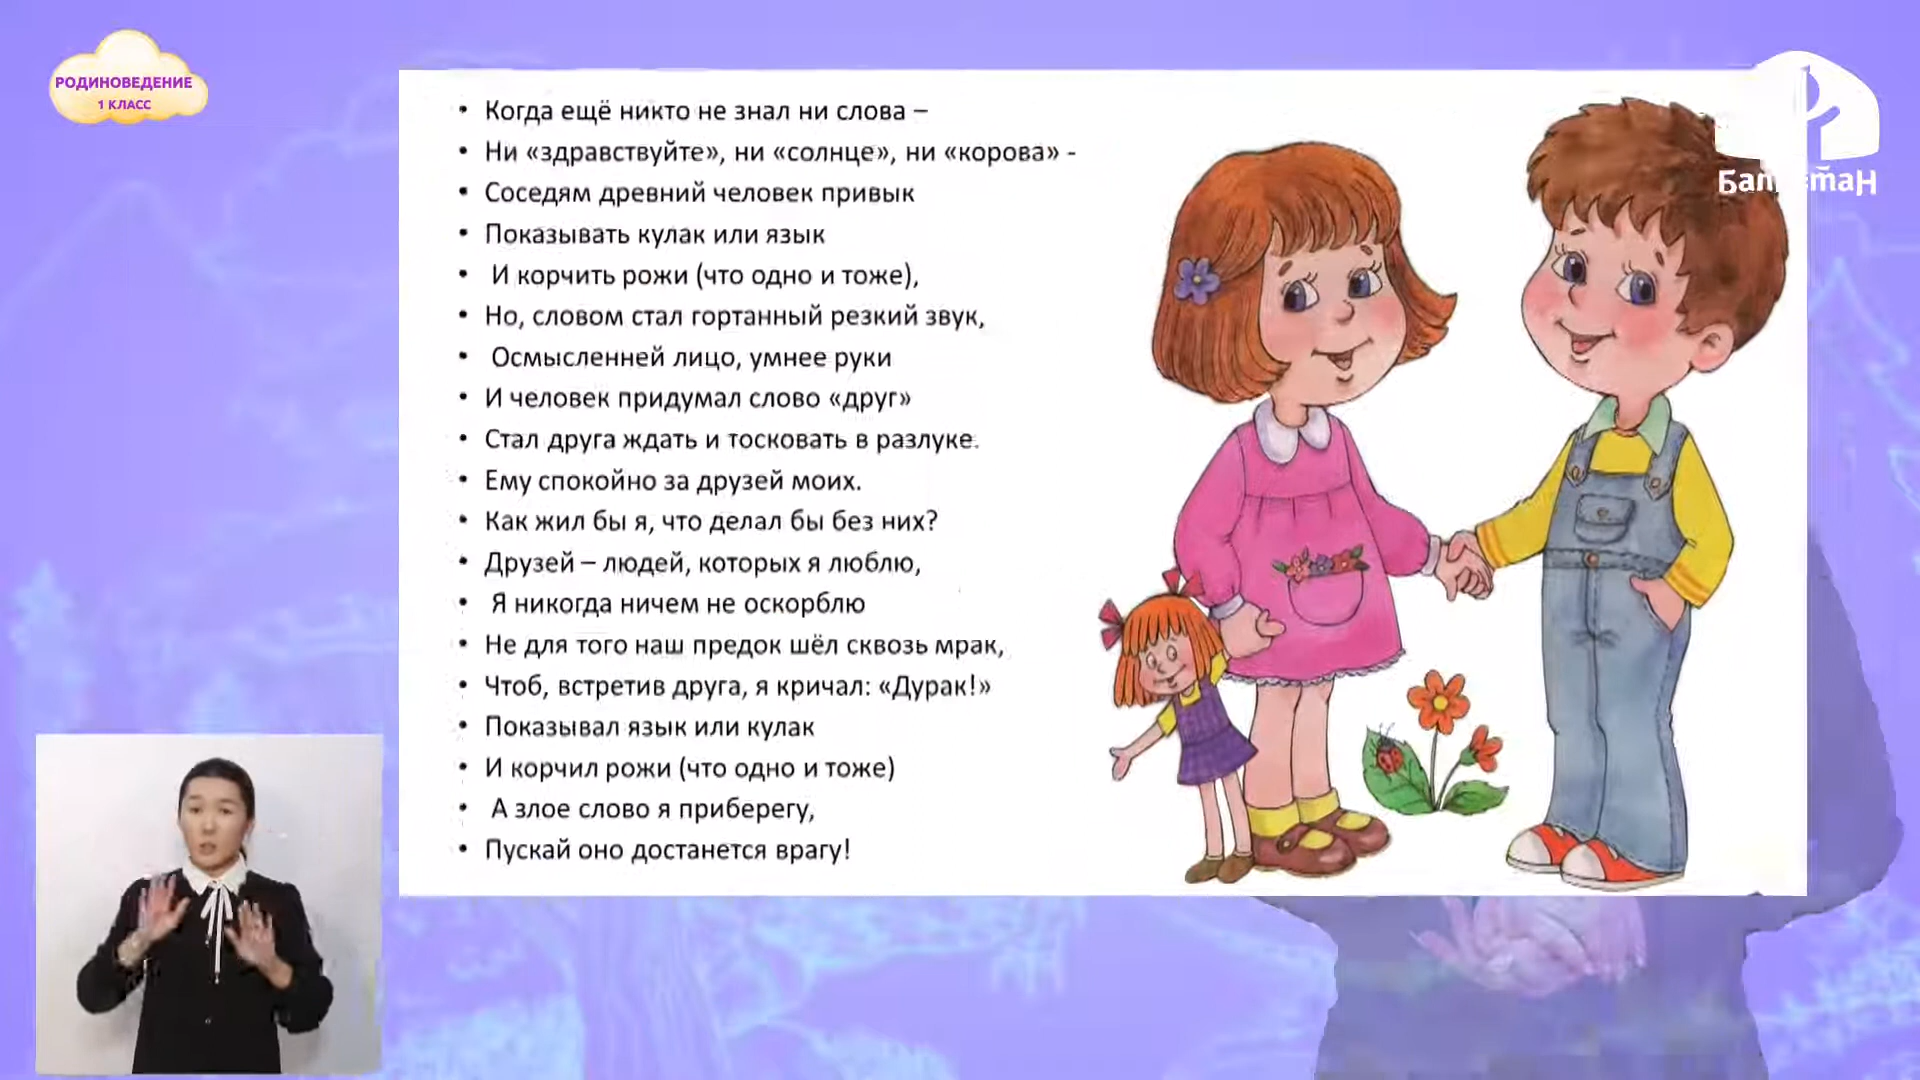 РОДИНОВЕДЕНИЕ
1 КЛАСС
• Когда ещё никто не знал ни слова –
• Ни «здравствуйте», ни «солнце», ни «корова» -
• Соседям древний человек привык
• Показывать кулак или язык
• И корчить рожи (что одно и тоже),
• Но, словом стал гортанный резкий звук,
• Осмысленней лицо, умнее руки
• И человек придумал слово «друг»
• Стал друга ждать и тосковать в разлуке.
• Ему спокойно за друзей моих.
• Как жил бы я, что делал бы без них?
• Друзей – людей, которых я люблю,
• Я никогда ничем не оскорблю
• Не для того наш предок шёл сквозь мрак,
• Чтоб, встретив друга, я кричал: «Дурак!»
• Показывал язык или кулак
• И корчил рожи (что одно и тоже)
• А злое слово я приберегу,
• Пускай оно достанется врагу!